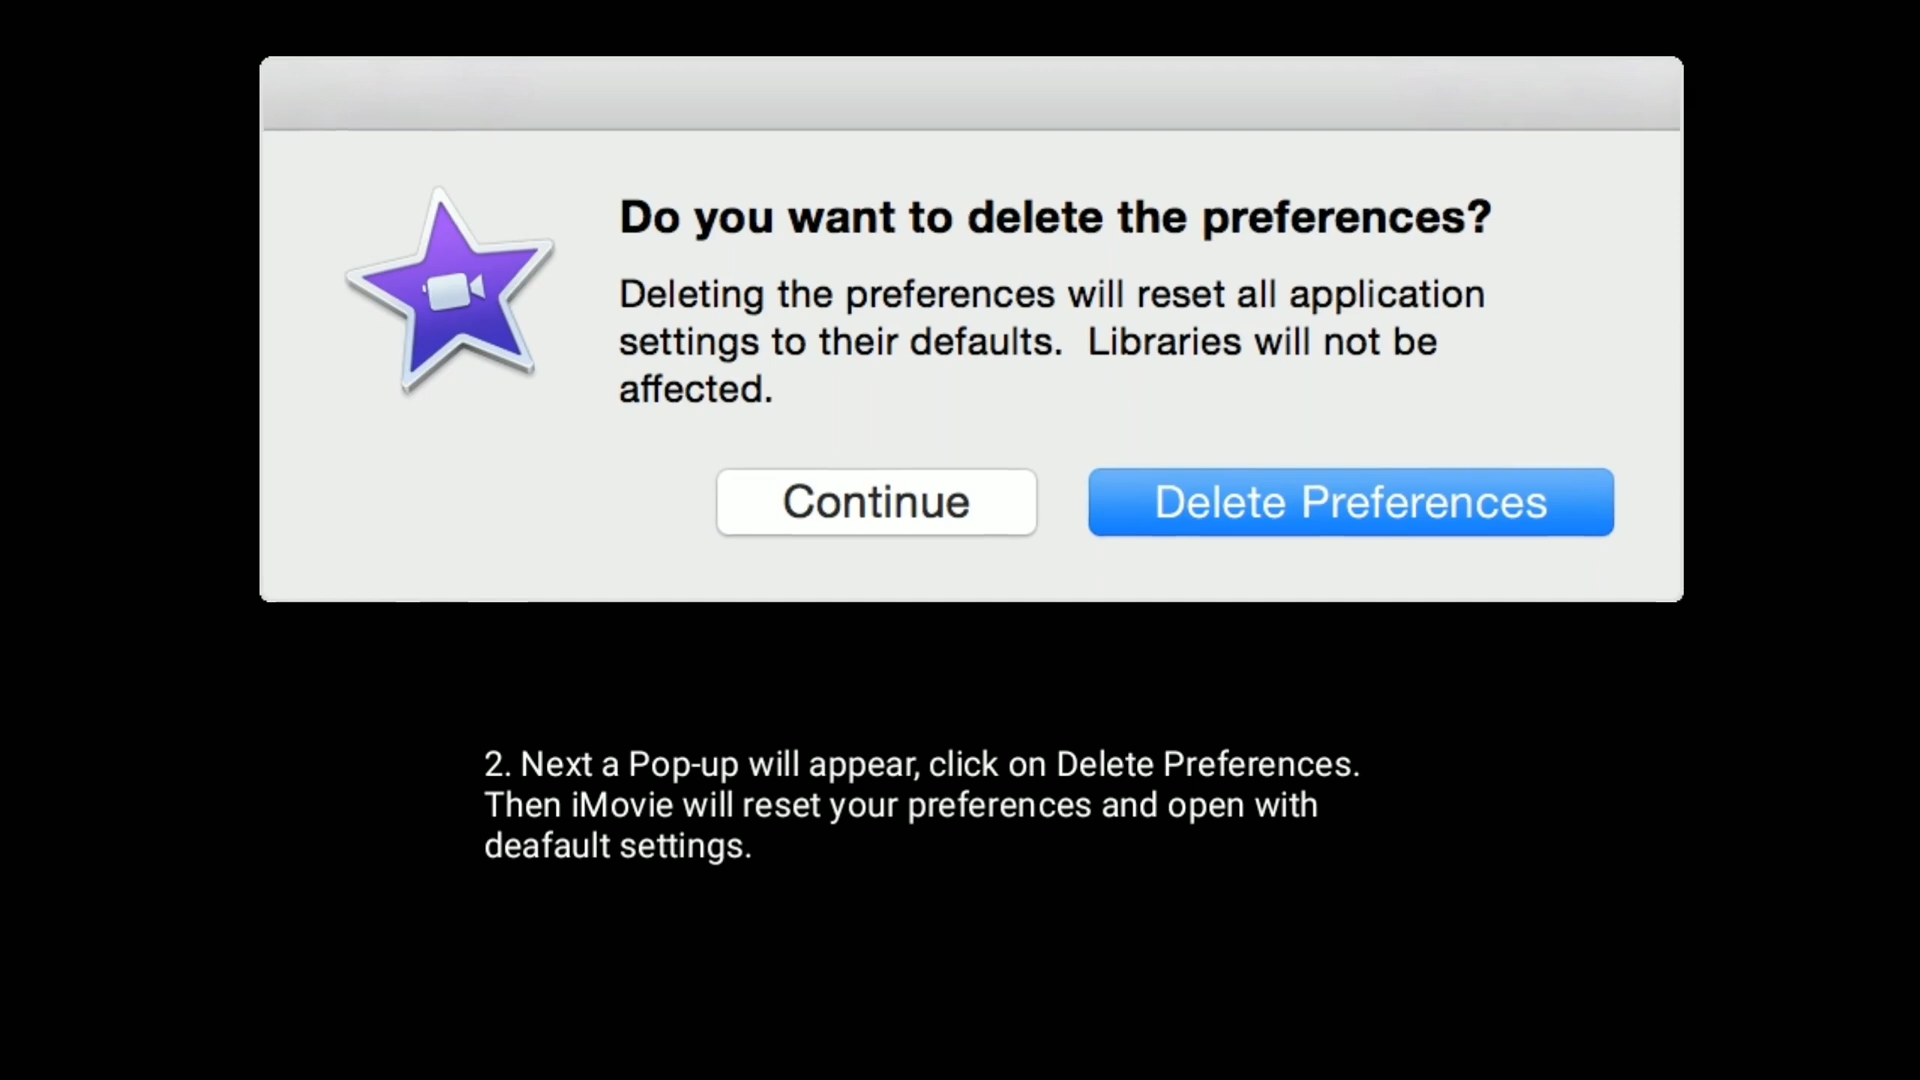 Do you want to delete the preferences?
Deleting the preferences will reset all application
settings to their defaults.  Libraries will not be
affected.
Continue
Delete Preferences
2. Next a Pop-up will appear, click on Delete Preferences.
Then iMovie will reset your preferences and open with
deafault settings.